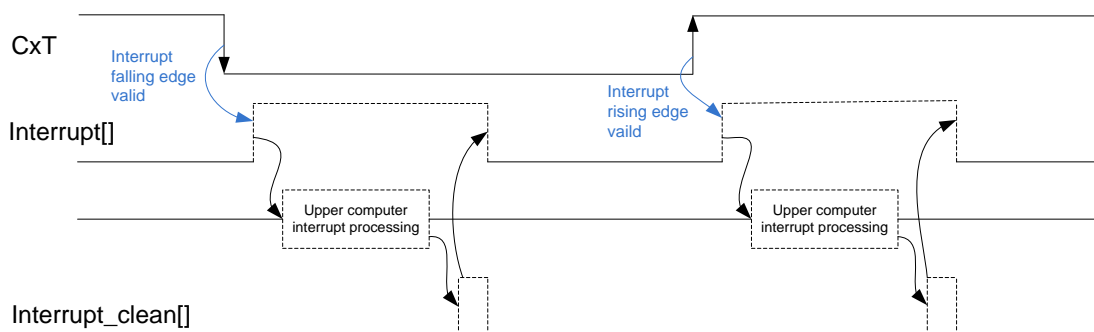 CxT
Interrupt
falling edge
valid
Interrupt
rising edge
vaild
Interrupt[]
Upper computer
interrupt processing
Upper computer
interrupt processing
Interrupt_clean[]